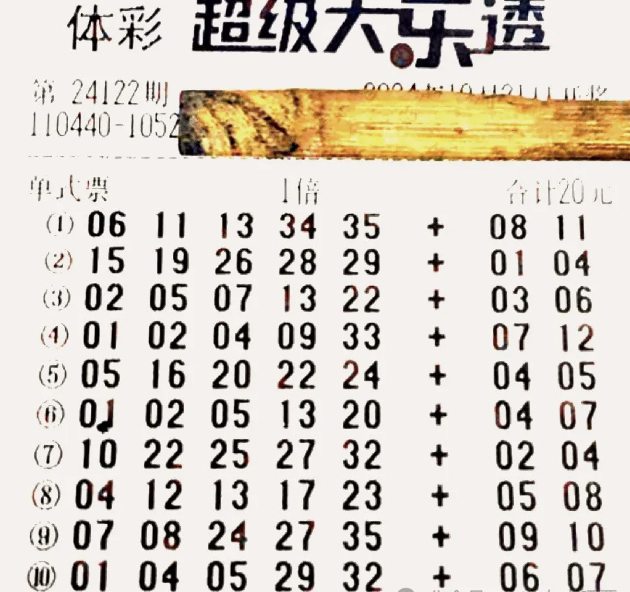 体彩 超级大乐透
第 24122期
110440-1052
单式票 1倍 合计20元
(1) 06 11 13 34 35 + 08 11
(2) 15 19 26 28 29 + 01 04
(3) 02 05 07 13 22 + 03 06
(4) 01 02 04 09 33 + 07 12
(5) 05 16 20 22 24 + 04 05
(6) 01 02 05 13 20 + 04 07
(7) 10 22 25 27 32 + 02 04
(8) 04 12 13 17 23 + 05 08
(9) 07 08 24 27 35 + 09 10
(10) 01 04 05 29 32 + 06 07